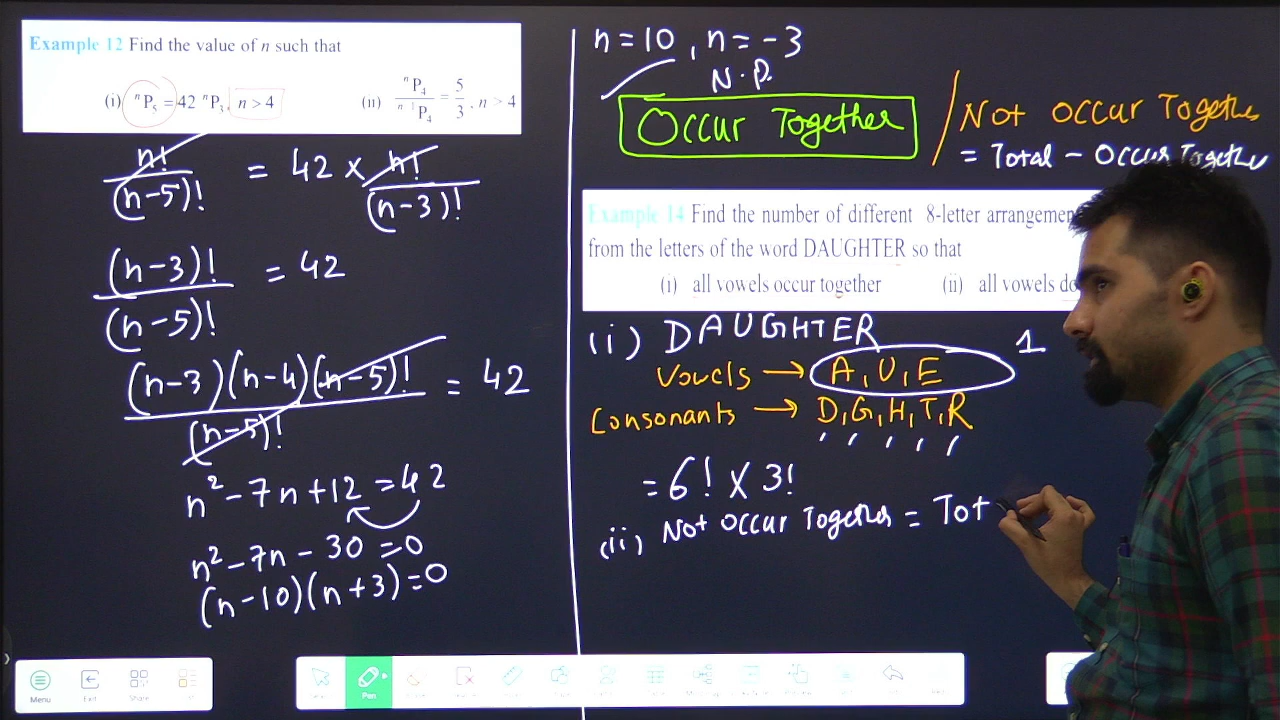 Example 12 Find the value of n such that
(i) ⁿP₅ = 42 ⁿP₃, n > 4 (ii) ⁿP₄ / ⁿ⁻¹P₄ = 5/3, n > 4
n!/(n-5)! = 42 × n!/(n-3)!
(n-3)!/(n-5)! = 42
(n-3)(n-4)(n-5)!/(n-5)! = 42
n² - 7n + 12 = 42
n² - 7n - 30 = 0
(n-10)(n+3) = 0
n = 10, n = -3
N.P.
Occur Together / Not Occur Together
= Total - Occur Together
Example 14 Find the number of different 8-letter arrangemen
from the letters of the word DAUGHTER so that
(i) all vowels occur together (ii) all vowels do
(i) DAUGHTER
Vowels → A, U, E 1
Consonants → D, G, H, T, R
= 6! × 3!
(ii) Not Occur Together = Tot
Menu
Exit
Share
Pen